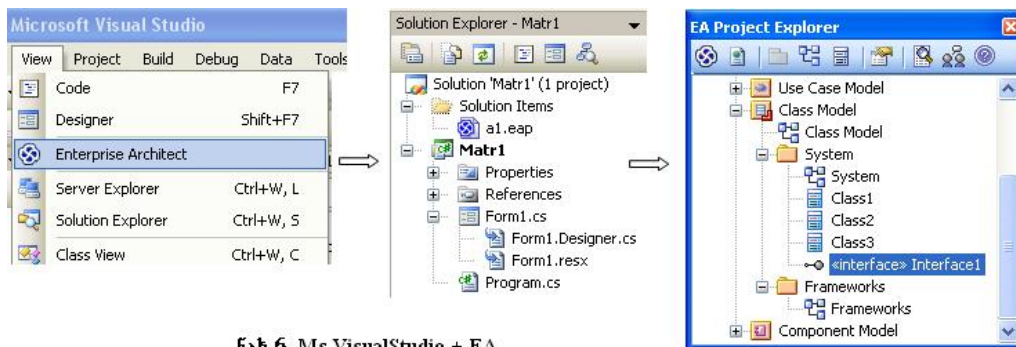 Microsoft Visual Stud
View Project Build Debug Data Tools
Code F7
Designer Shift+F7
Enterprise Architect
Server Explorer Ctrl+W, L
Solution Explorer Ctrl+W, S
Class View Ctrl+W, C
Solution Explorer - Matr1
Solution 'Matr1' (1 project)
Solution Items
a1.eap
Matr1
Properties
References
Form1.cs
Form1.Designer.cs
Form1.resx
Program.cs
EA Project Explorer
Use Case Model
Class Model
Class Model
System
System
Class1
Class2
Class3
«interface» Interface1
Frameworks
Frameworks
Component Model
Ms VisualStudio + EA